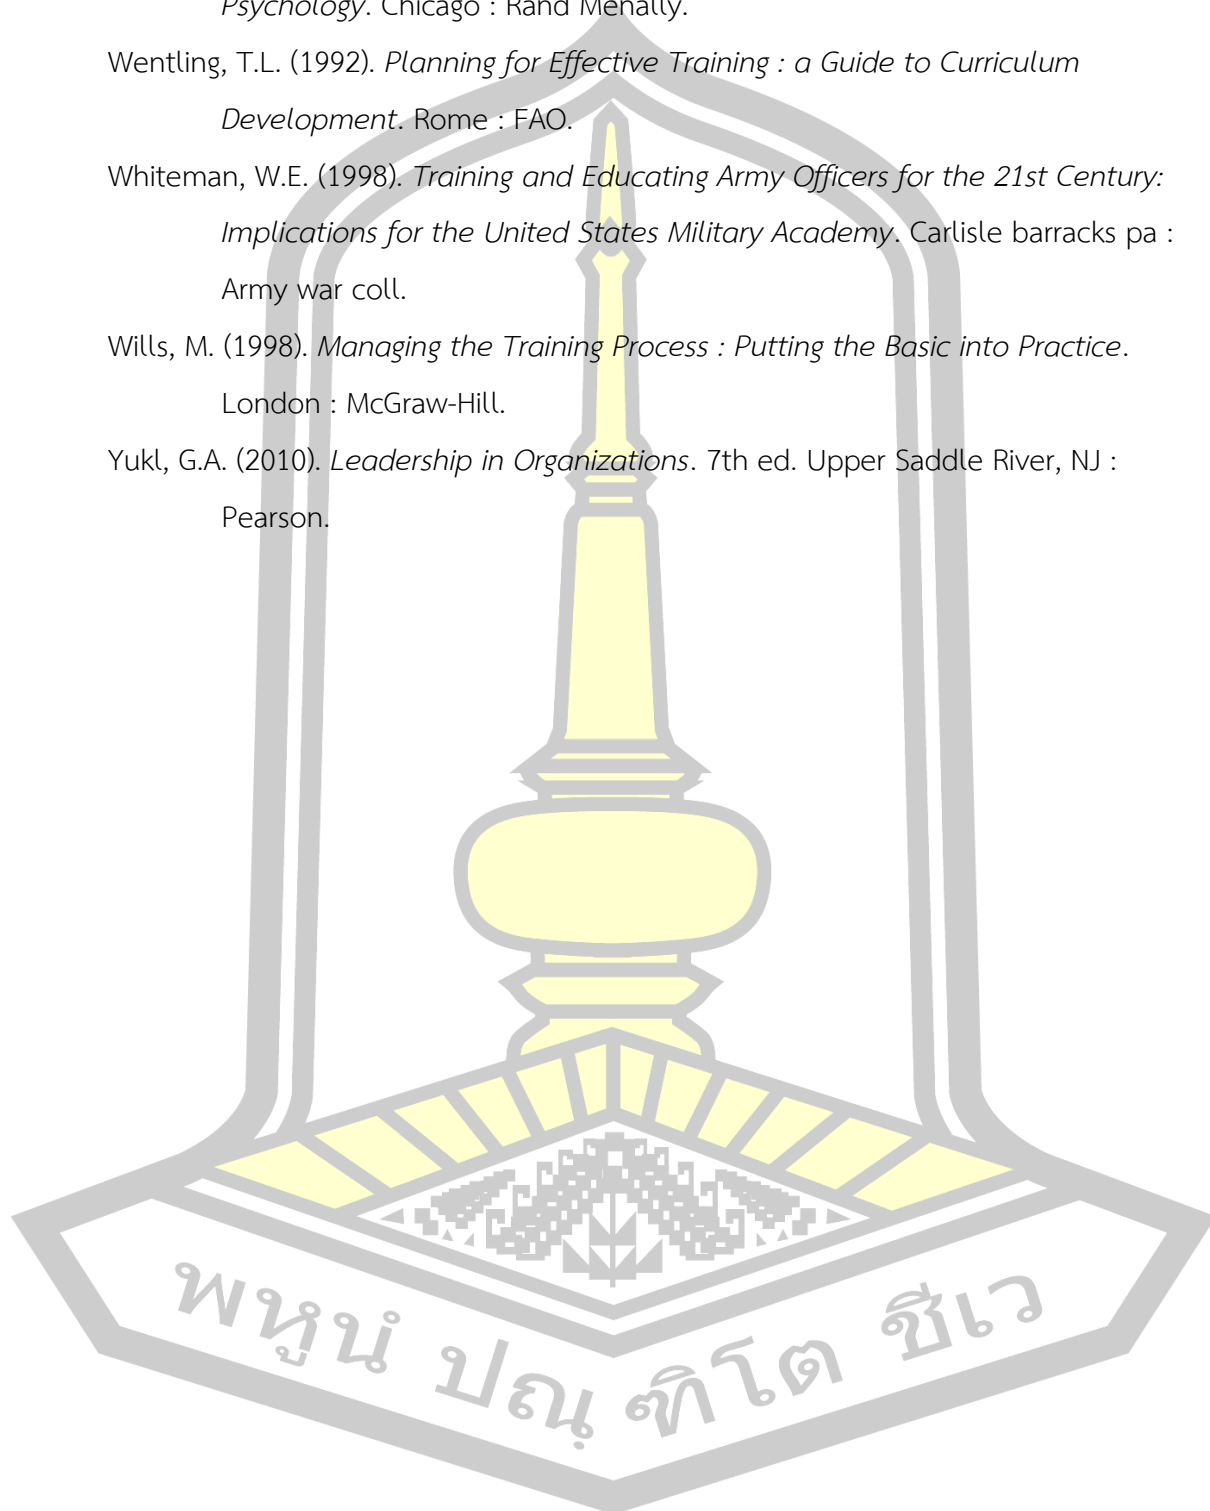 Psychology. Chicago : Rand Menally.
Wentling, T.L. (1992). Planning for Effective Training : a Guide to Curriculum
Development. Rome : FAO.
Whiteman, W.E. (1998). Training and Educating Army Officers for the 21st Century:
Implications for the United States Military Academy. Carlisle barracks pa :
Army war coll.
Wills, M. (1998). Managing the Training Process : Putting the Basic into Practice.
London : McGraw-Hill.
Yukl, G.A. (2010). Leadership in Organizations. 7th ed. Upper Saddle River, NJ :
Pearson.
พหูนํ ปณฺ ฑิโต ชีเว